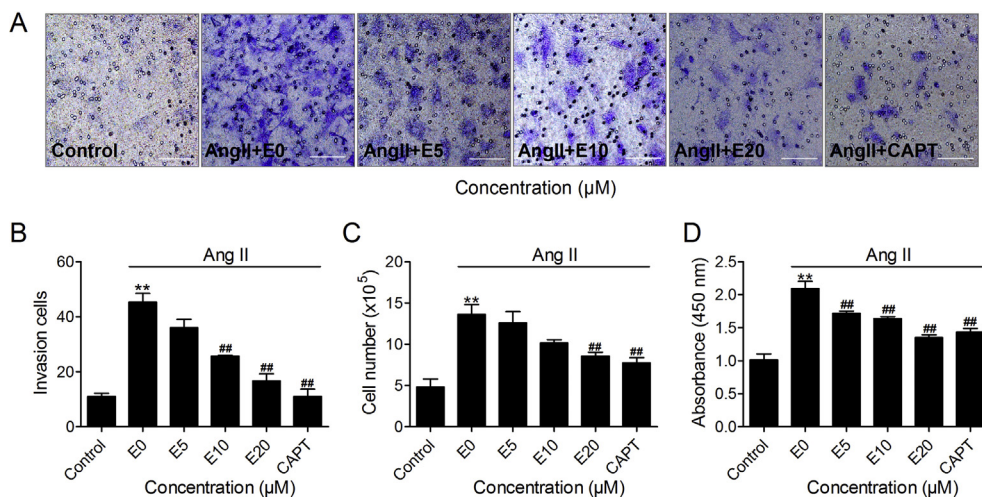 A
Control AngII+E0 AngII+E5 AngII+E10 AngII+E20 AngII+CAPT
Concentration (µM)
B
Ang II
Invasion cells
60
40
20
0
**
##
##
##
Control E0 E5 E10 E20 CAPT
Concentration (µM)
C
Ang II
Cell number (x10⁵)
20
15
10
5
0
**
##
##
Control E0 E5 E10 E20 CAPT
Concentration (µM)
D
Ang II
Absorbance (450 nm)
2.5
2.0
1.5
1.0
0.5
0.0
**
##
##
##
##
Control E0 E5 E10 E20 CAPT
Concentration (µM)